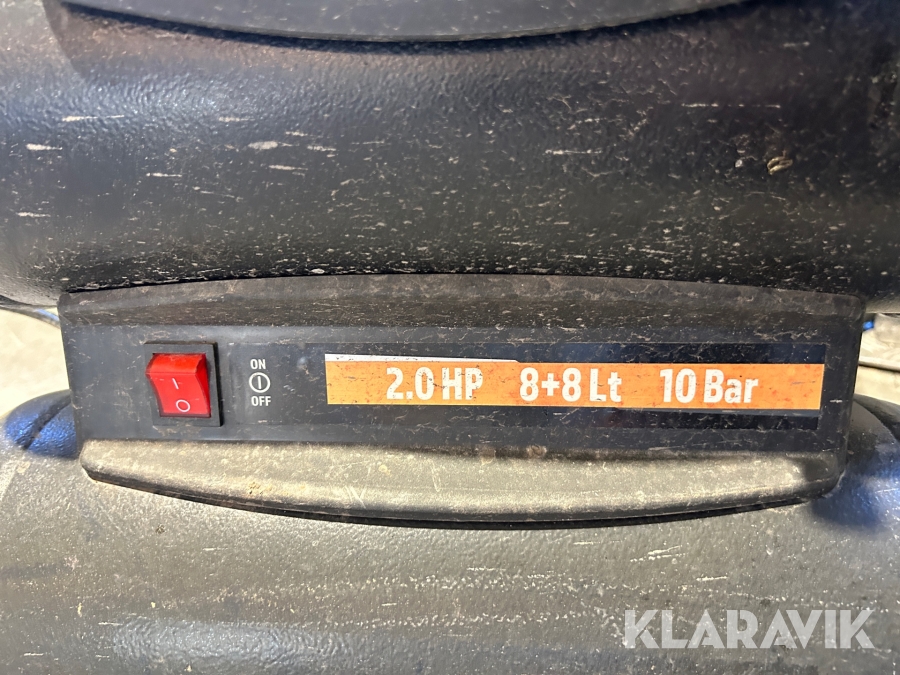 ON
OFF
2.0 HP 8+8 Lt 10 Bar
KLARAVIK